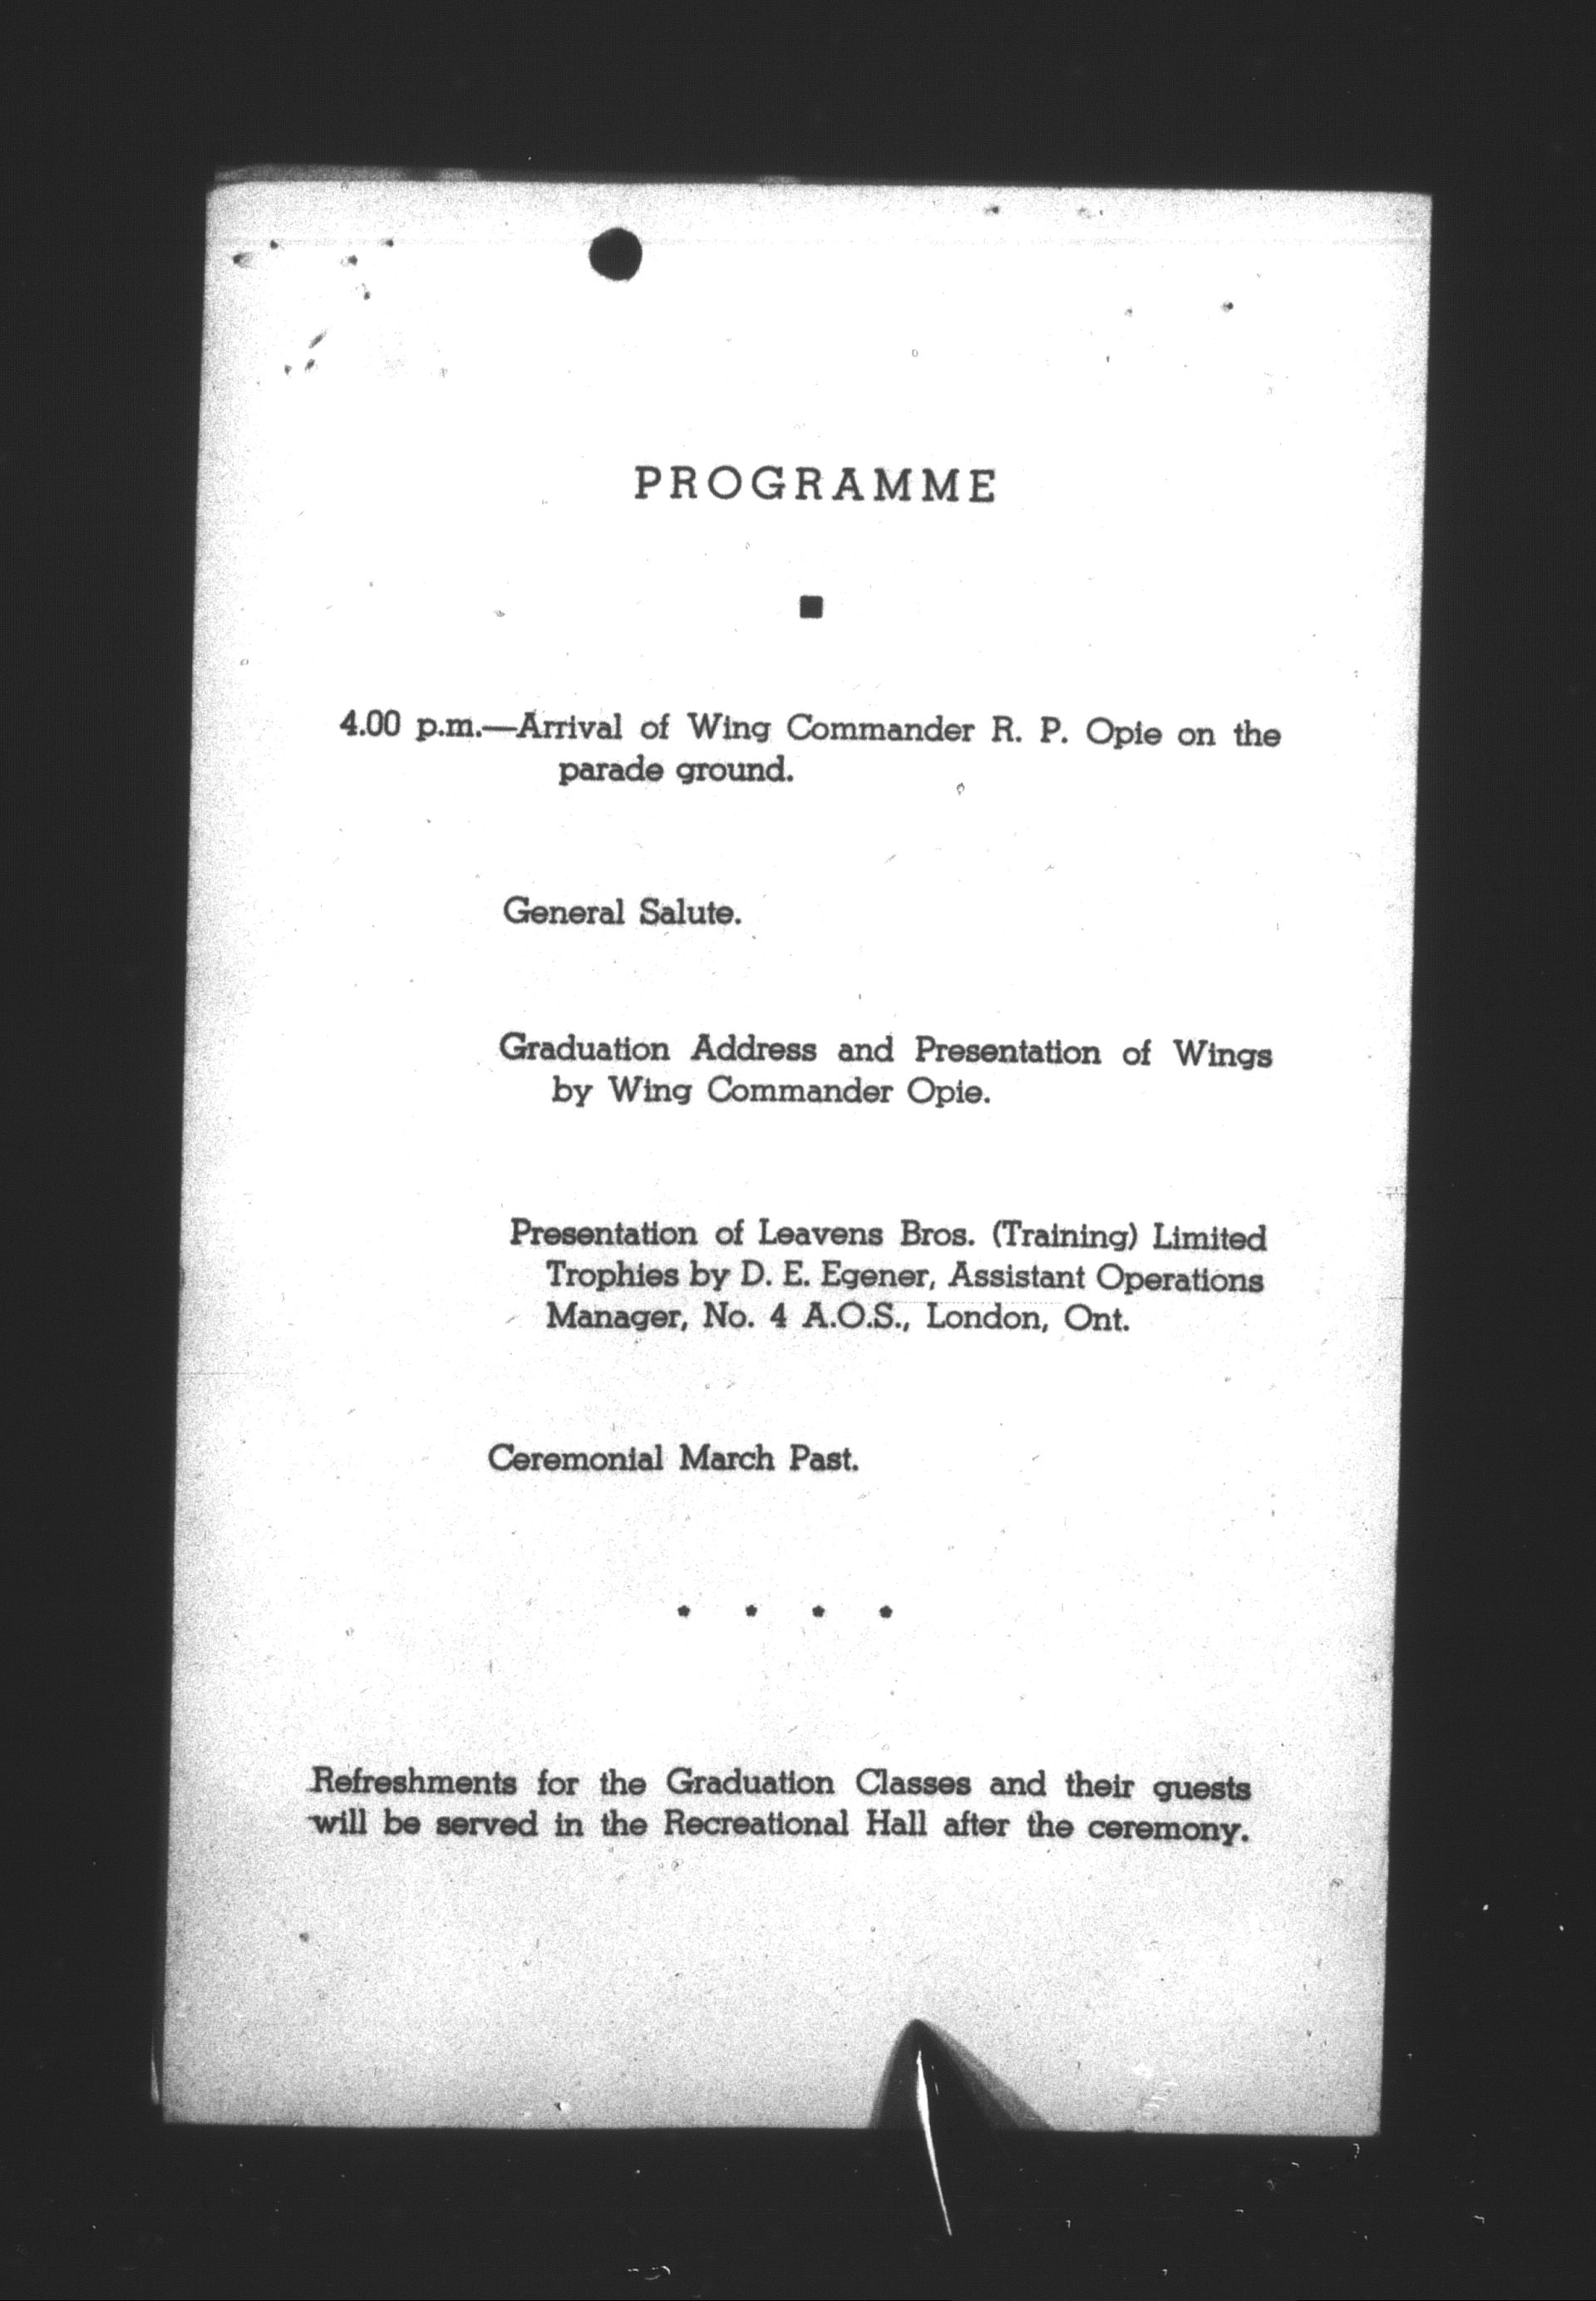 PROGRAMME
4.00 p.m.—Arrival of Wing Commander R. P. Opie on the
parade ground.
General Salute.
Graduation Address and Presentation of Wings
by Wing Commander Opie.
Presentation of Leavens Bros. (Training) Limited
Trophies by D. E. Egener, Assistant Operations
Manager, No. 4 A.O.S., London, Ont.
Ceremonial March Past.
* * * *
Refreshments for the Graduation Classes and their guests
will be served in the Recreational Hall after the ceremony.